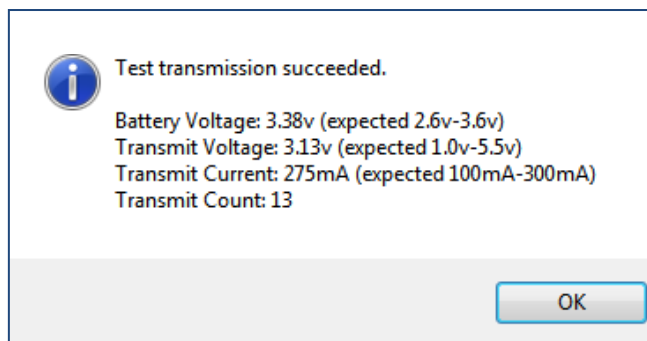 Test transmission succeeded.
Battery Voltage: 3.38v (expected 2.6v-3.6v)
Transmit Voltage: 3.13v (expected 1.0v-5.5v)
Transmit Current: 275mA (expected 100mA-300mA)
Transmit Count: 13
OK